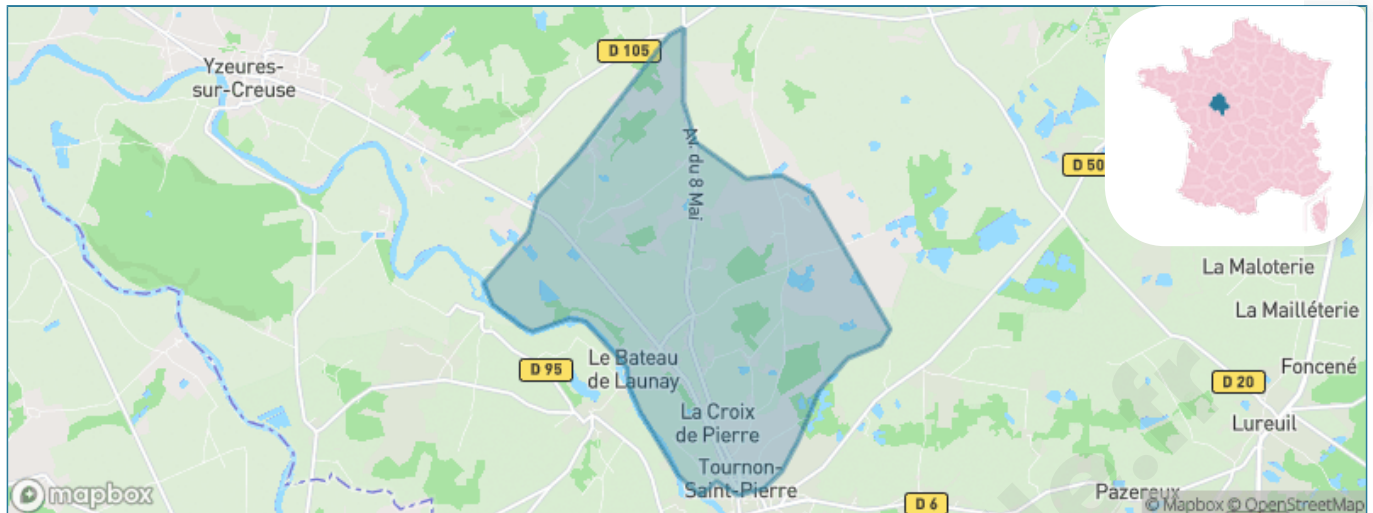 D 105
Yzeures-
sur-Creuse
Av. du 8 Mai
D 50
La Maloterie
La Mailléterie
Le Bateau
de Launay
D 95
Foncené
D 20
La Croix
de Pierre
Lureuil
Tournon-
Saint-Pierre
Pazereux
D 6
mapbox
© Mapbox © OpenStreetMap